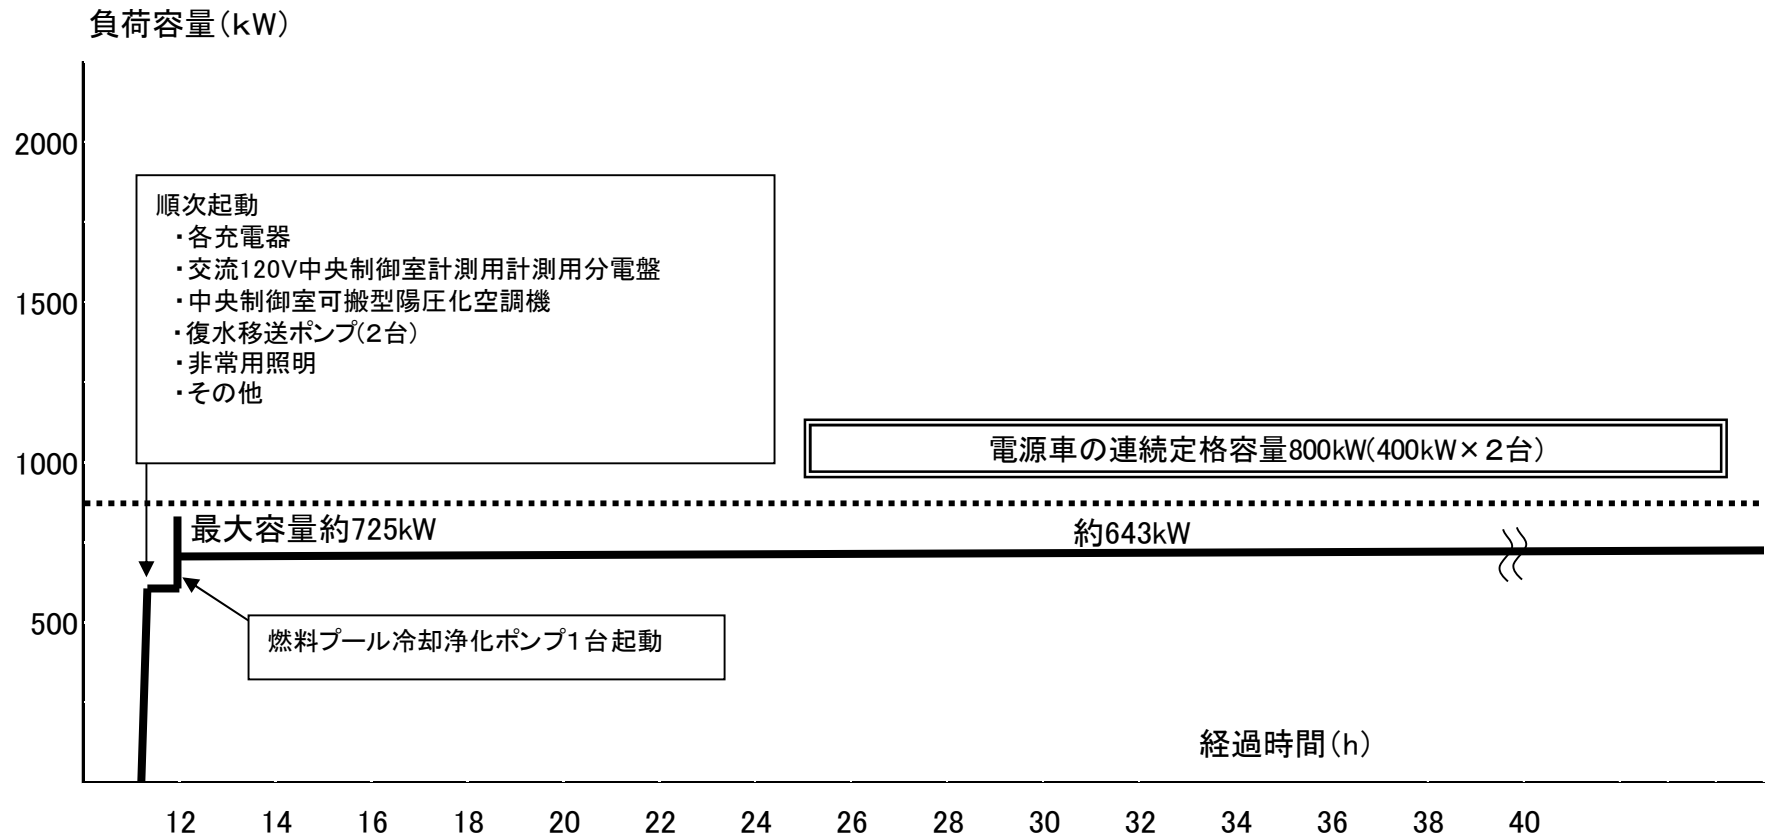 負荷容量(kW)
2000
1500
1000
500
順次起動
・各充電器
・交流120V中央制御室計測用計測用分電盤
・中央制御室可搬型陽圧化空調機
・復水移送ポンプ(2台)
・非常用照明
・その他
電源車の連続定格容量800kW(400kW×2台)
最大容量約725kW
約643kW
燃料プール冷却浄化ポンプ1台起動
経過時間(h)
12 14 16 18 20 22 24 26 28 30 32 34 36 38 40